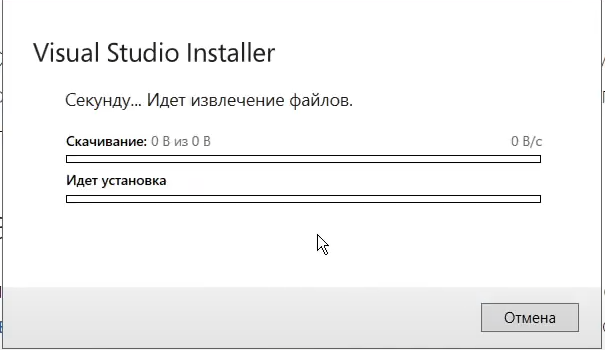 Visual Studio Installer
Секунду... Идет извлечение файлов.
Скачивание: 0 B из 0 B 0 B/с
Идет установка
Отмена